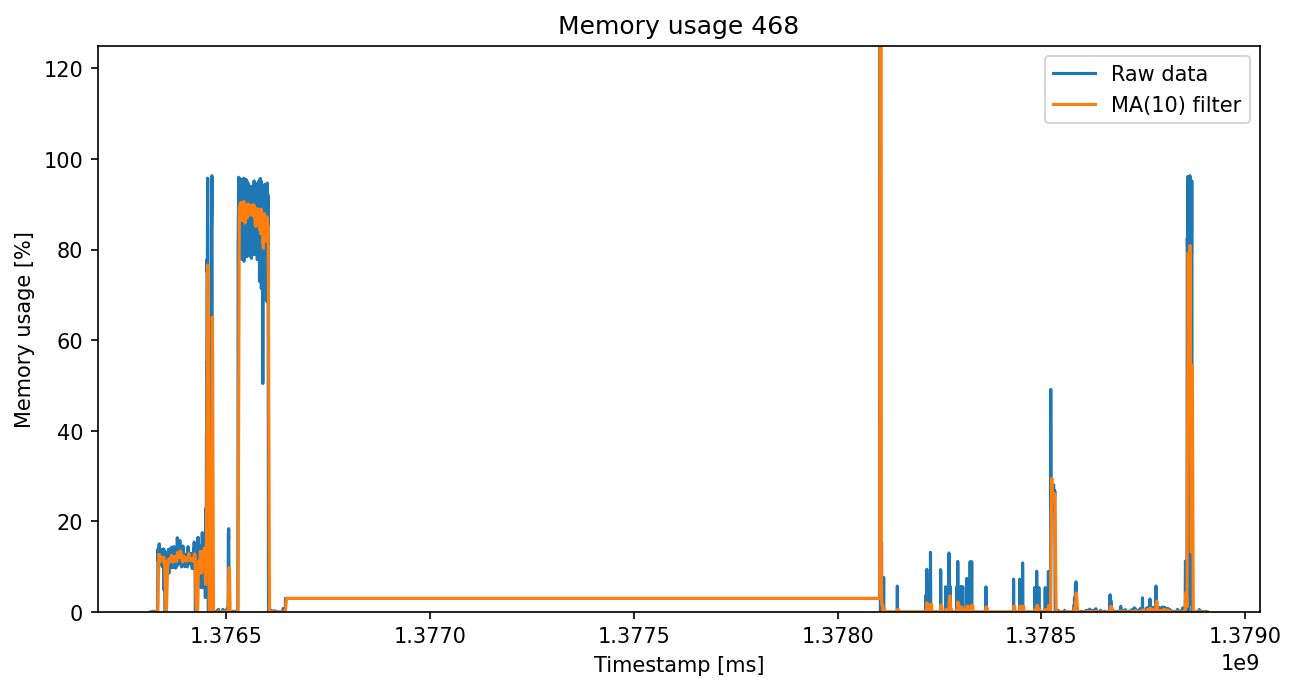 Memory usage 468
Raw data
MA(10) filter
Memory usage [%]
120
100
80
60
40
20
0
1.3765 1.3770 1.3775 1.3780 1.3785 1.3790
1e9
Timestamp [ms]